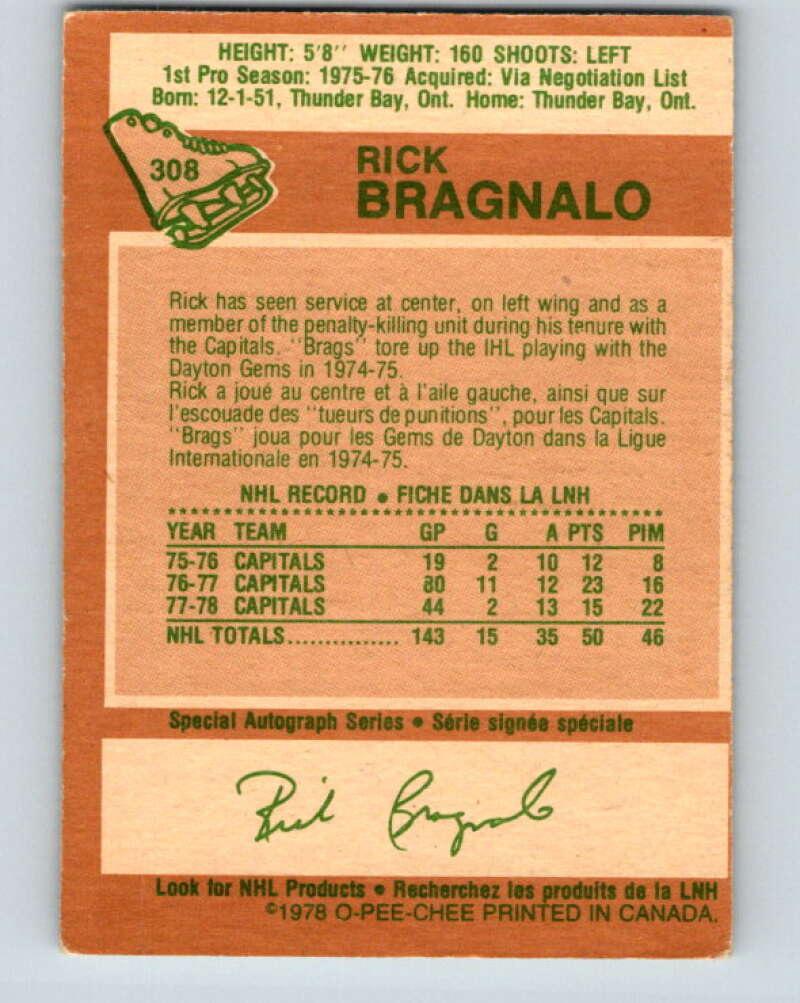 HEIGHT: 5'8'' WEIGHT: 160 SHOOTS: LEFT
1st Pro Season: 1975-76 Acquired: Via Negotiation List
Born: 12-1-51, Thunder Bay, Ont. Home: Thunder Bay, Ont.
308
RICK
BRAGNALO
Rick has seen service at center, on left wing and as a
member of the penalty-killing unit during his tenure with
the Capitals. ''Brags'' tore up the IHL playing with the
Dayton Gems in 1974-75.
Rick a joué au centre et à l'aile gauche, ainsi que sur
l'escouade des ''tueurs de punitions'', pour les Capitals.
''Brags'' joua pour les Gems de Dayton dans la Ligue
Internationale en 1974-75.
NHL RECORD • FICHE DANS LA LNH
YEAR TEAM GP G A PTS PIM
75-76 CAPITALS 19 2 10 12 8
76-77 CAPITALS 80 11 12 23 16
77-78 CAPITALS 44 2 13 15 22
NHL TOTALS............... 143 15 35 50 46
Special Autograph Series • Série signée spéciale
Rick Bragnalo
Look for NHL Products • Recherchez les produits de la LNH
©1978 O-PEE-CHEE PRINTED IN CANADA.